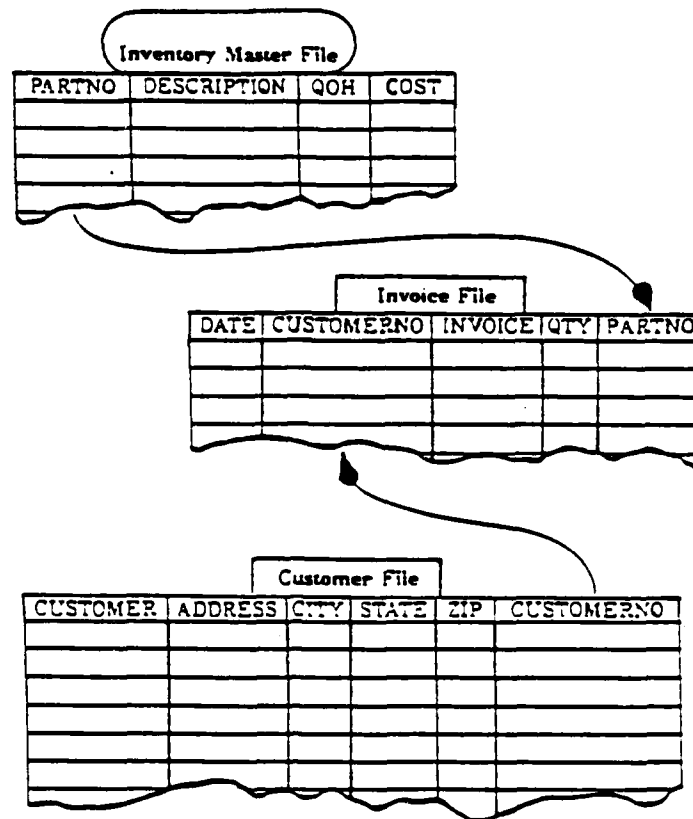 Inventory Master File
PARTNO DESCRIPTION QOH COST
Invoice File
DATE CUSTOMERNO INVOICE QTY PARTNO
Customer File
CUSTOMER ADDRESS CITY STATE ZIP CUSTOMERNO